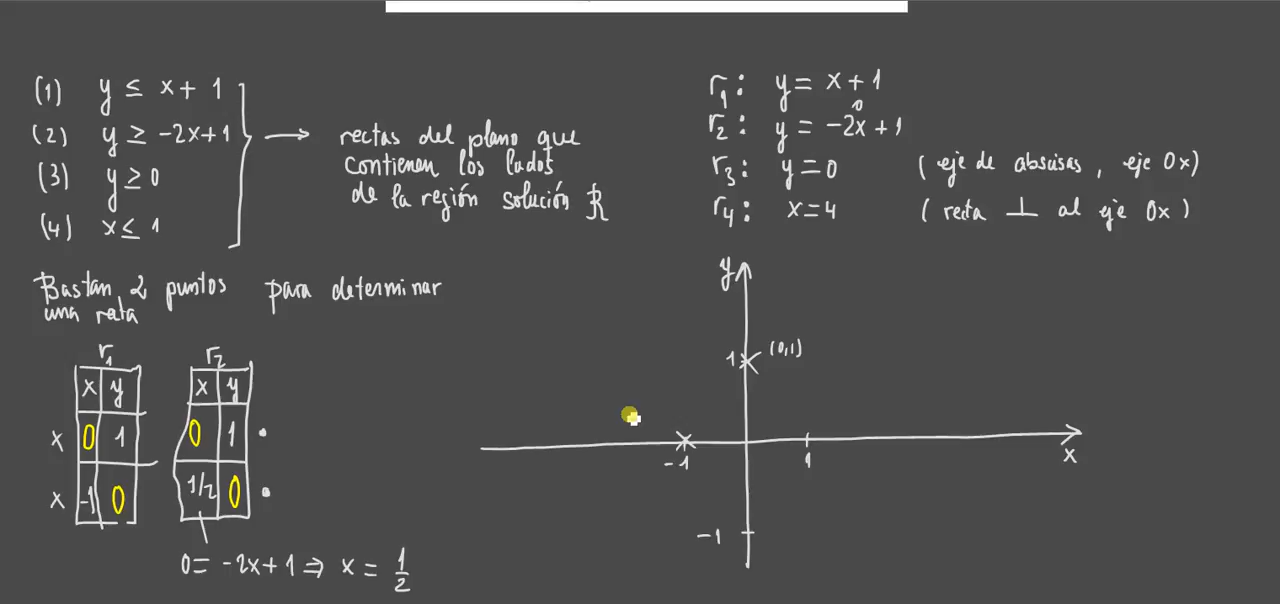 (1) y ≤ x + 1
(2) y ≥ -2x+1
(3) y ≥ 0
(4) x ≤ 1
rectas del plano que
contienen los lados
de la región solución R
r1: y = x + 1
0
r2: y = -2x + 1
r3: y = 0 (eje de absisas, eje 0x)
r4: x = 4 (recta ⊥ al eje 0x)
Bastan 2 puntos para determinar
una reta
r1
x y
x 0 1
x -1 0
r2
x y
0 1
1/2 0
0 = -2x + 1 ⇒ x = 1/2
y
1 (0,1)
-1 1 x
-1